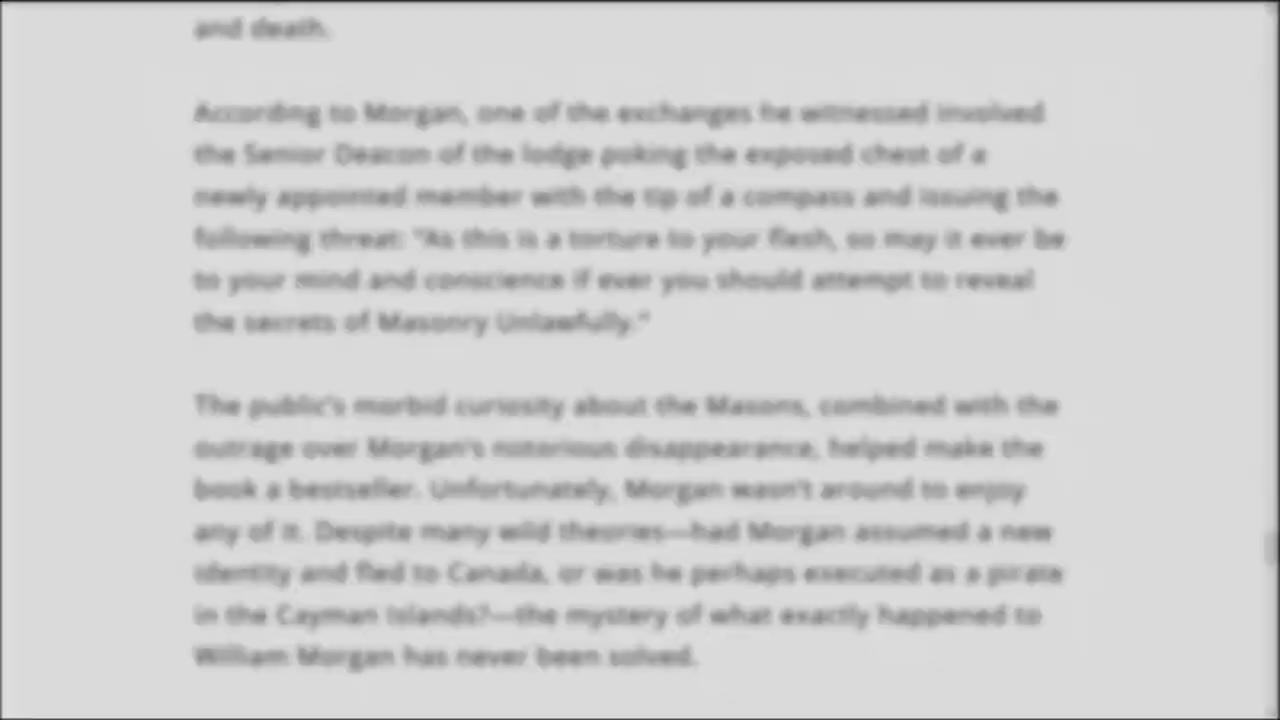 and death.
According to Morgan, one of the exchanges he witnessed involved
the Senior Deacon of the lodge poking the exposed chest of a
newly appointed member with the tip of a compass and issuing the
following threat: "As this is a torture to your flesh, so may it ever be
to your mind and conscience if ever you should attempt to reveal
the secrets of Masonry Unlawfully."
The public's morbid curiosity about the Masons, combined with the
outrage over Morgan's notorious disappearance, helped make the
book a bestseller. Unfortunately, Morgan wasn't around to enjoy
any of it. Despite many wild theories—had Morgan assumed a new
identity and fled to Canada, or was he perhaps executed as a pirate
in the Cayman Islands?—the mystery of what exactly happened to
William Morgan has never been solved.